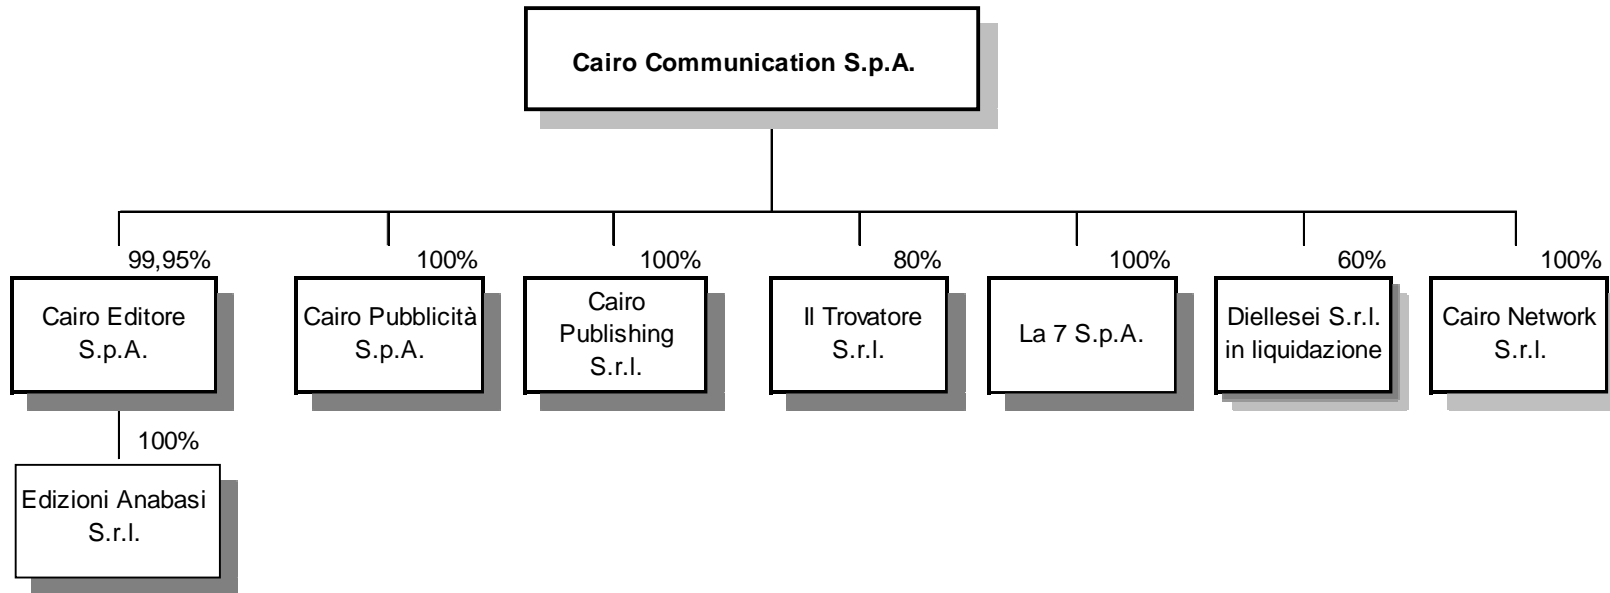 Cairo Communication S.p.A.
99,95%
100%
100%
80%
100%
60%
100%
Cairo Editore
S.p.A.
Cairo Pubblicità
S.p.A.
Cairo
Publishing
S.r.l.
Il Trovatore
S.r.l.
La 7 S.p.A.
Diellesei S.r.l.
in liquidazione
Cairo Network
S.r.l.
100%
Edizioni Anabasi
S.r.l.